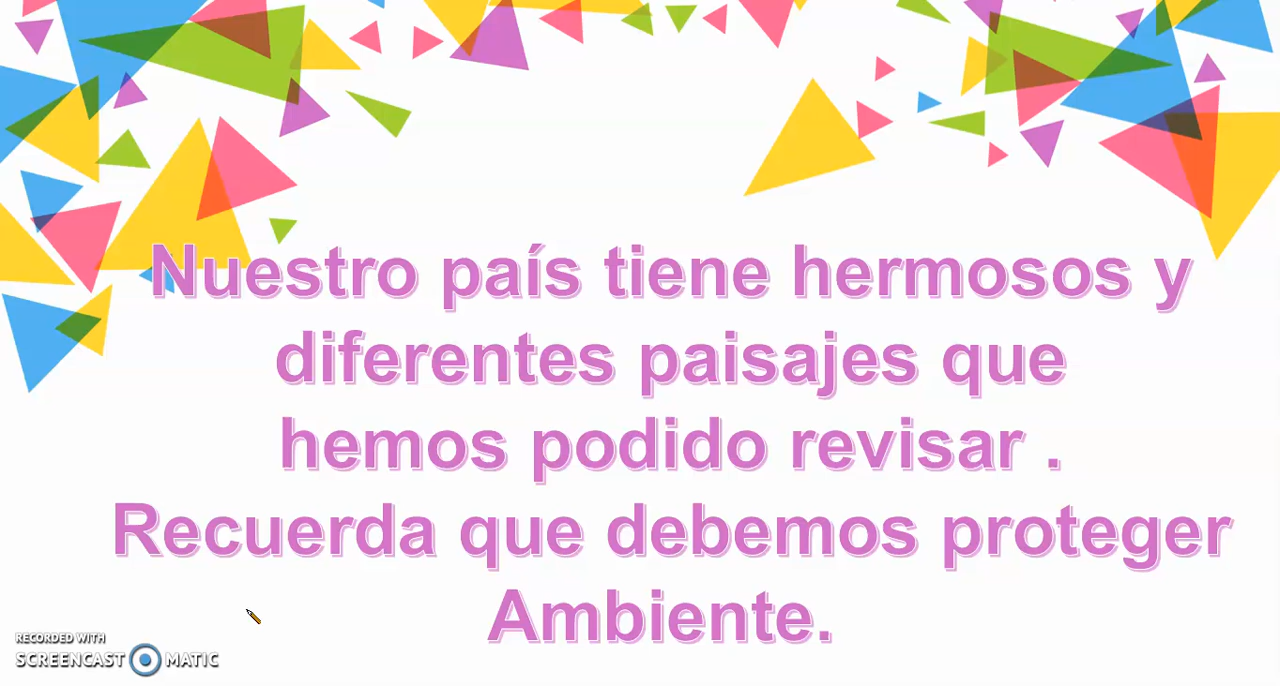 Nuestro país tiene hermosos y
diferentes paisajes que
hemos podido revisar .
Recuerda que debemos proteger
Ambiente.
RECORDED WITH
SCREENCAST MATIC